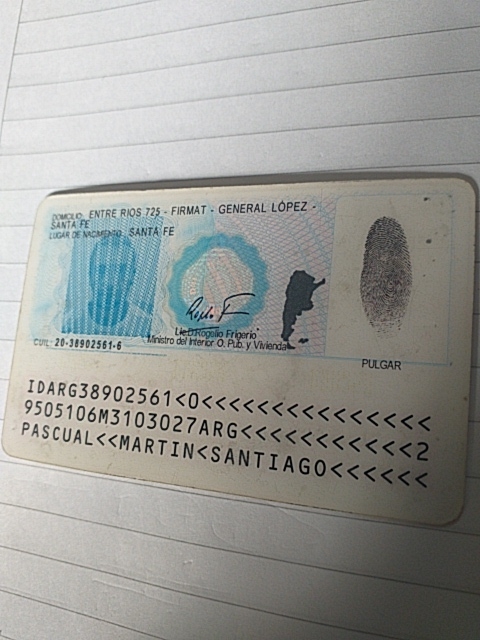 DOMICILIO: ENTRE RIOS 725 - FIRMAT - GENERAL LÓPEZ -
SANTA FE
LUGAR DE NACIMIENTO: SANTA FE
CUIL: 20-38902561-6
Lic.Rogelio Frigerio
Ministro del Interior O. Pub. y Vivienda
PULGAR
IDARG38902561<0<<<<<<<<<<<<<<<
9505106M3103027ARG<<<<<<<<<<<2
PASCUAL<<MARTIN<SANTIAGO<<<<<<